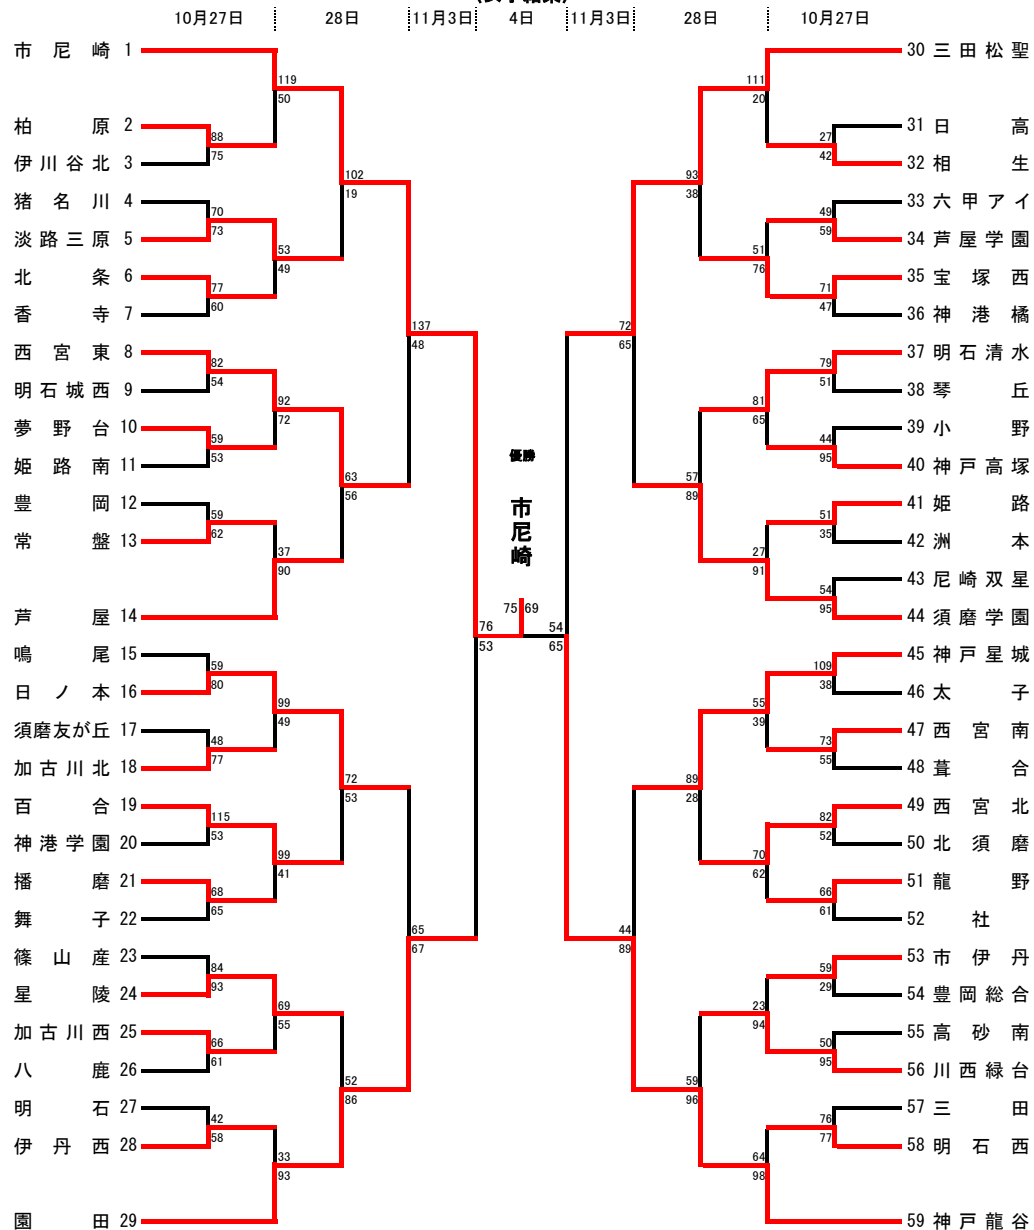 10月27日 28日 11月3日 4日 11月3日 28日 10月27日
市尼崎 1
119
50
柏原 2
88
75
伊川谷北 3
102
19
猪名川 4
70
73
淡路三原 5
53
49
北条 6
77
60
香寺 7
137
48
西宮東 8
82
54
明石城西 9
92
72
夢野台 10
59
53
姫路南 11
63
56
豊岡 12
59
62
常盤 13
37
90
芦屋 14
76
53
鳴尾 15
59
80
日ノ本 16
99
49
須磨友が丘 17
48
77
加古川北 18
72
53
百合 19
115
53
神港学園 20
99
41
播磨 21
68
65
舞子 22
65
67
篠山産 23
84
93
星陵 24
69
55
加古川西 25
66
61
八鹿 26
52
86
明石 27
42
58
伊丹西 28
33
93
園田 29
優勝
市尼崎
75 69
30 三田松聖
111
20
31 日高
27
42
32 相生
93
38
33 六甲アイ
49
59
34 芦屋学園
51
76
35 宝塚西
71
47
36 神港橘
72
65
37 明石清水
79
51
38 琴丘
81
65
39 小野
44
95
40 神戸高塚
57
89
41 姫路
51
35
42 洲本
27
91
43 尼崎双星
54
95
44 須磨学園
54
65
45 神戸星城
109
38
46 太子
55
39
47 西宮南
73
55
48 葺合
89
28
49 西宮北
82
52
50 北須磨
70
62
51 龍野
66
61
52 社
44
89
53 市伊丹
59
29
54 豊岡総合
23
94
55 高砂南
50
95
56 川西緑台
59
96
57 三田
76
77
58 明石西
64
98
59 神戸龍谷